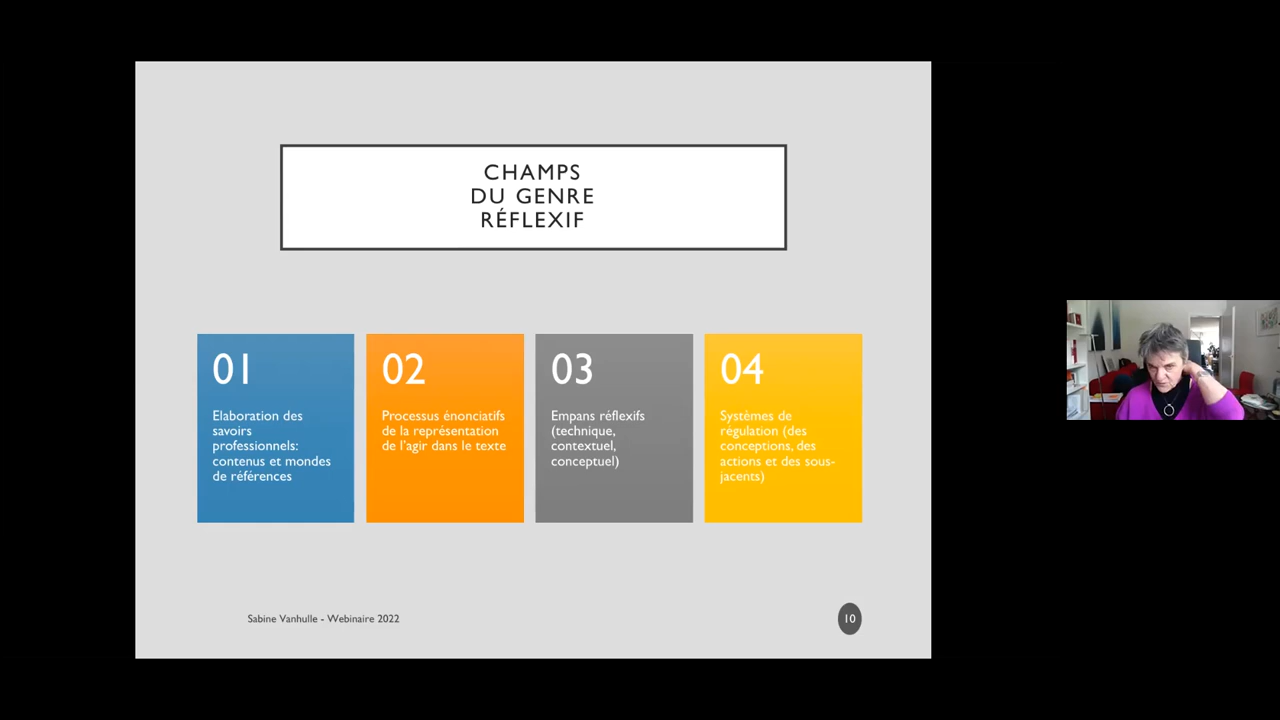 CHAMPS
DU GENRE
RÉFLEXIF
01
Elaboration des
savoirs
professionnels:
contenus et mondes
de références
02
Processus énonciatifs
de la représentation
de l'agir dans le texte
03
Empans réflexifs
(technique,
contextuel,
conceptuel)
04
Systèmes de
régulation (des
conceptions, des
actions et des sous-
jacents)
Sabine Vanhulle - Webinaire 2022
10